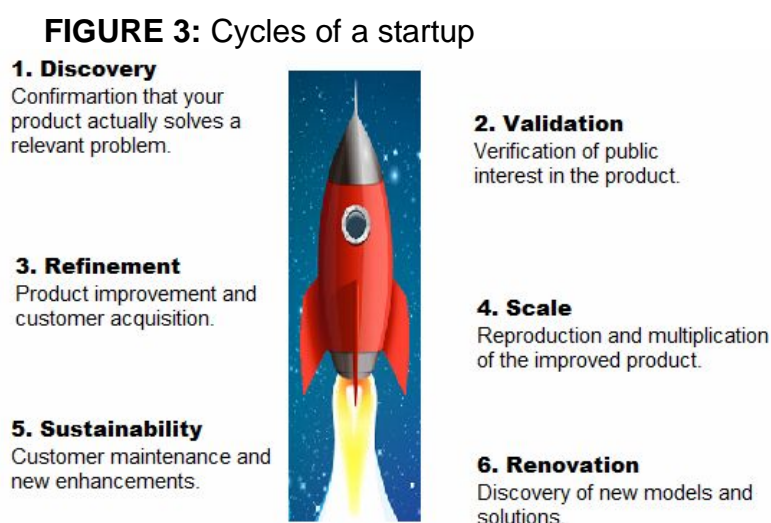 FIGURE 3: Cycles of a startup
1. Discovery
Confirmartion that your
product actually solves a
relevant problem.
2. Validation
Verification of public
interest in the product.
3. Refinement
Product improvement and
customer acquisition.
4. Scale
Reproduction and multiplication
of the improved product.
5. Sustainability
Customer maintenance and
new enhancements.
6. Renovation
Discovery of new models and
solutions.